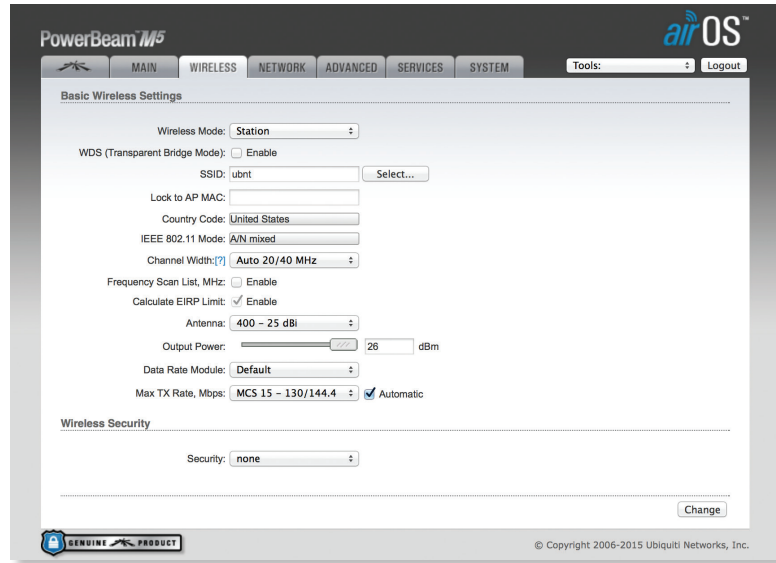 PowerBeam™ M5
airOS™
MAIN WIRELESS NETWORK ADVANCED SERVICES SYSTEM Tools: Logout
Basic Wireless Settings
Wireless Mode: Station
WDS (Transparent Bridge Mode): Enable
SSID: ubnt Select...
Lock to AP MAC:
Country Code: United States
IEEE 802.11 Mode: A/N mixed
Channel Width:[?] Auto 20/40 MHz
Frequency Scan List, MHz: Enable
Calculate EIRP Limit: Enable
Antenna: 400 - 25 dBi
Output Power: 26 dBm
Data Rate Module: Default
Max TX Rate, Mbps: MCS 15 - 130/144.4 Automatic
Wireless Security
Security: none
Change
GENUINE PRODUCT
© Copyright 2006-2015 Ubiquiti Networks, Inc.